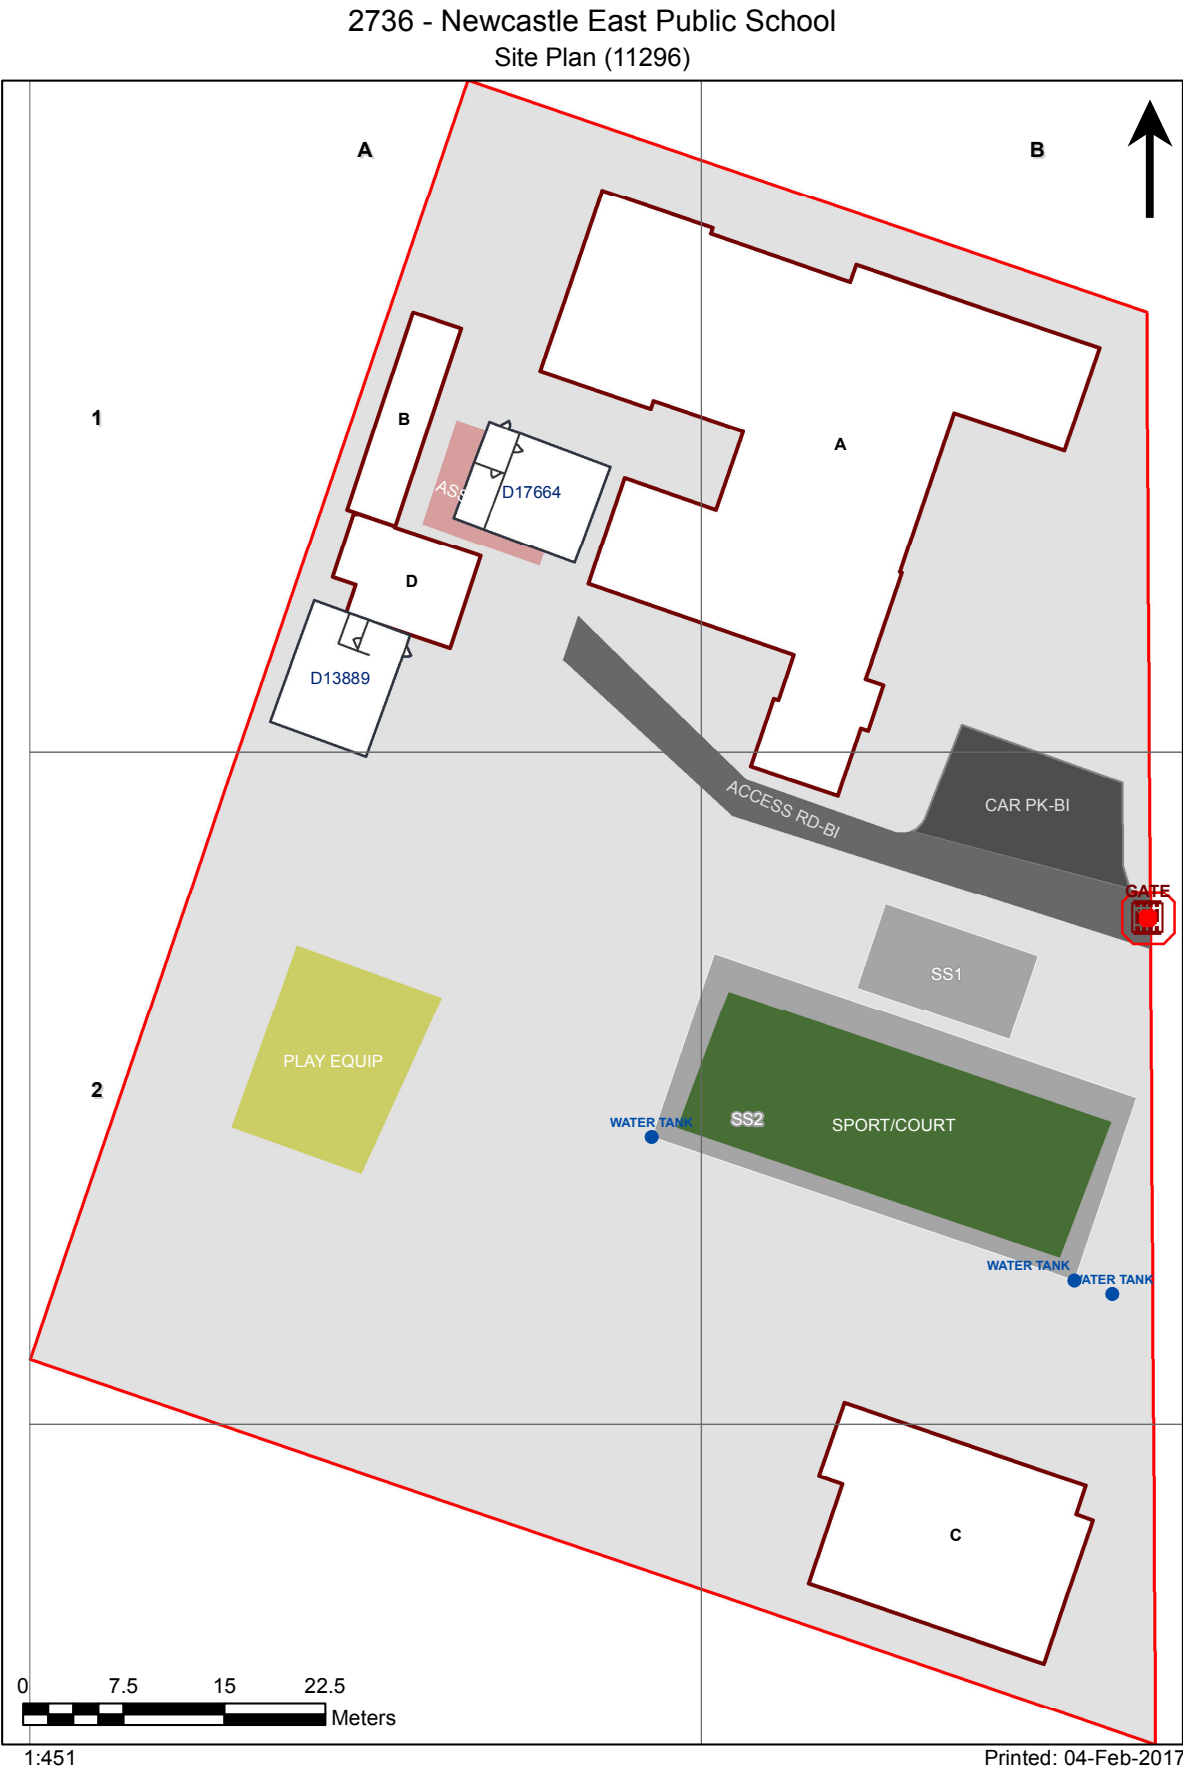 2736 - Newcastle East Public School
Site Plan (11296)
A
B
1
B
A
D17664
D
D13889
ACCESS RD-BI
CAR PK-BI
GATE
SS1
PLAY EQUIP
2
WATER TANK
SS2
SPORT/COURT
WATER TANK
ATER TANK
C
0 7.5 15 22.5
Meters
1:451
Printed: 04-Feb-2017